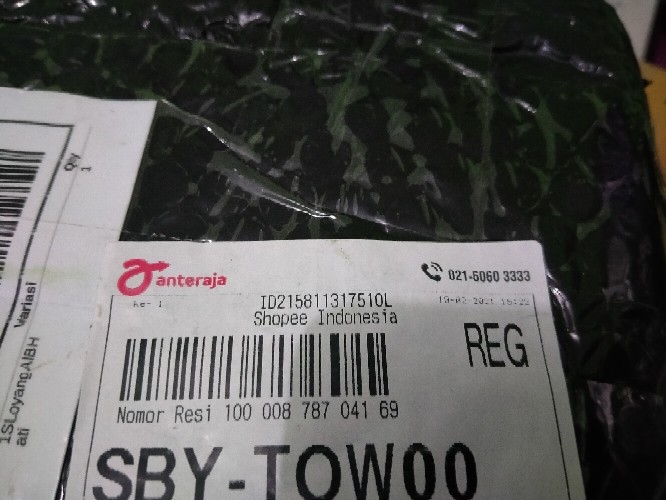 anteraja
021-6060 3333
ID215811317510L
Shopee Indonesia
REG
Nomor Resi 100 008 787 041 69
SBY-TOW00
Qty
1
Variasi